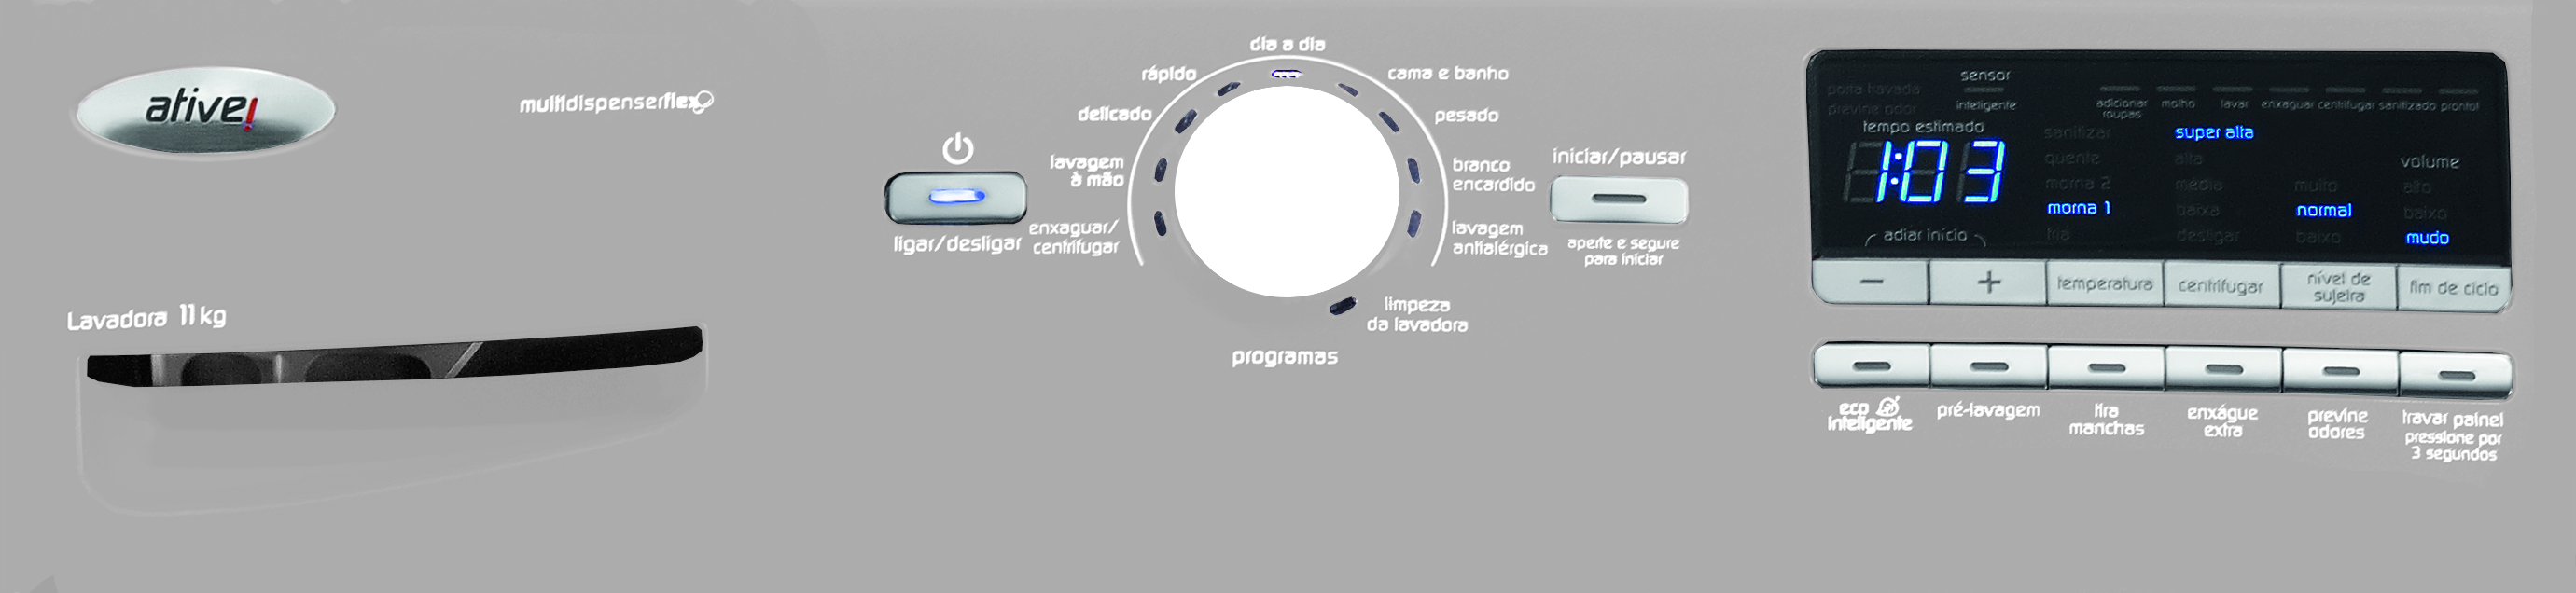 ative!
multidispenserflex
Lavadora 11kg
ligar/desligar
dia a dia
rápido
cama e banho
delicado
pesado
lavagem
à mão
branco
encardido
enxaguar/
centrifugar
lavagem
antialérgica
limpeza
da lavadora
programas
iniciar/pausar
aperte e segure
para iniciar
porta travada
previne odor
sensor
inteligente
adicionar
roupas
molho
lavar
enxaguar
centrifugar
sanitizado
pronto!
tempo estimado
1:03
adiar início
sanitizar
quente
morna 2
morna 1
fria
super alta
alta
média
baixa
desligar
muito
normal
baixo
volume
alto
baixo
mudo
-
+
temperatura
centrifugar
nível de
sujeira
fim de ciclo
eco
inteligente
pré-lavagem
tira
manchas
enxágue
extra
previne
odores
travar painel
pressione por
3 segundos